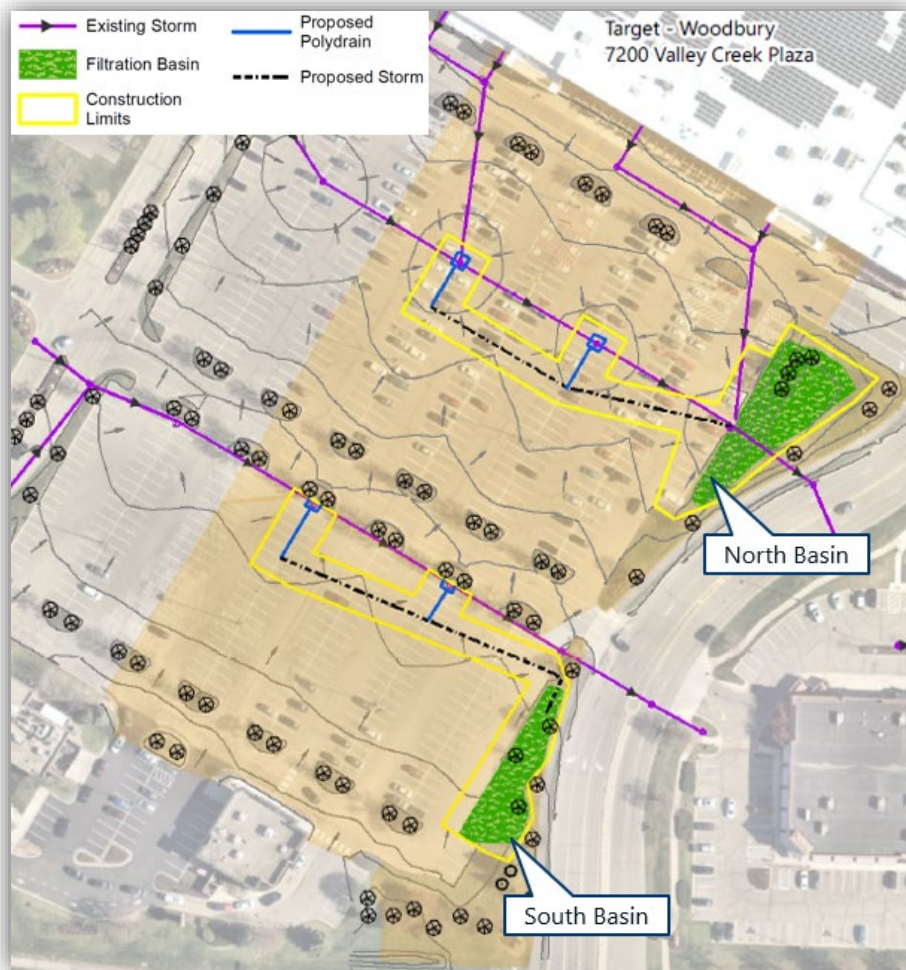 Existing Storm
Proposed
Polydrain
Filtration Basin
Proposed Storm
Construction
Limits
Target - Woodbury
7200 Valley Creek Plaza
North Basin
South Basin